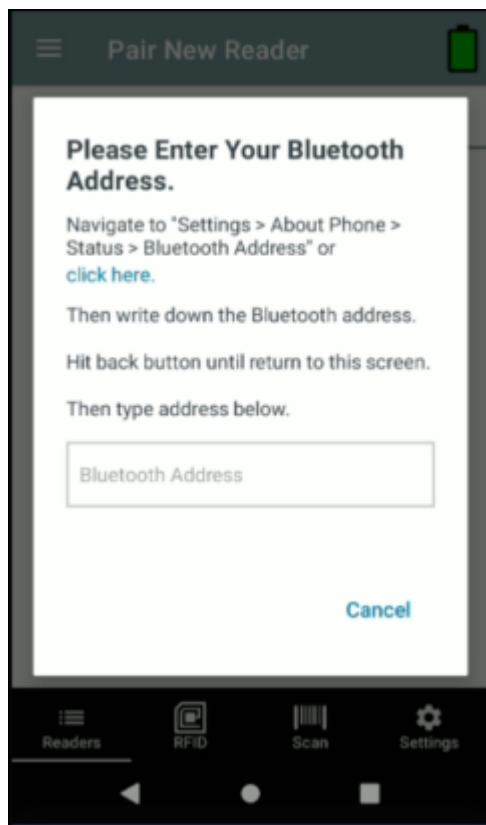 Pair New Reader
Please Enter Your Bluetooth
Address.
Navigate to "Settings > About Phone >
Status > Bluetooth Address" or
click here.
Then write down the Bluetooth address.
Hit back button until return to this screen.
Then type address below.
Bluetooth Address
Cancel
Readers RFID Scan Settings